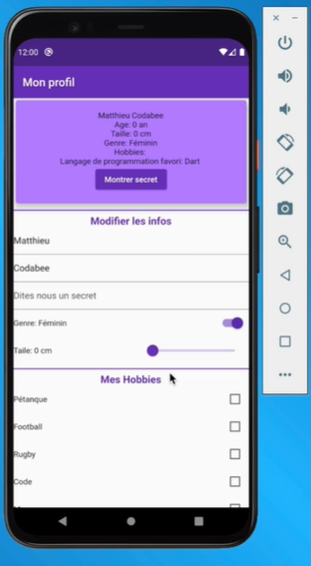 12:00
Mon profil
Matthieu Codabee
Age: 0 an
Taille: 0 cm
Genre: Féminin
Hobbies:
Langage de programmation favori: Dart
Montrer secret
Modifier les infos
Matthieu
Codabee
Dites nous un secret
Genre: Féminin
Taile: 0 cm
Mes Hobbies
Pétanque
Football
Rugby
Code